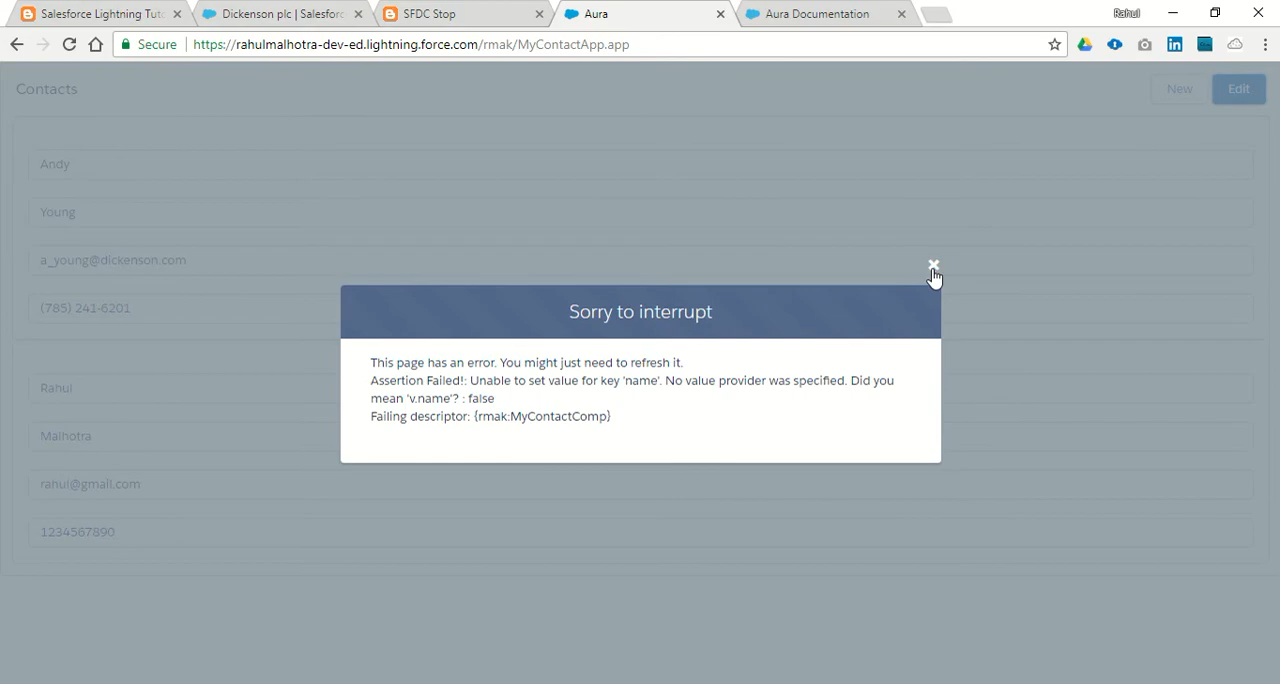 Salesforce Lightning Tuto
Dickenson plc | Salesforc
SFDC Stop
Aura
Aura Documentation
Rahul
Secure
https://rahulmalhotra-dev-ed.lightning.force.com/rmak/MyContactApp.app
Contacts
New
Edit
Andy
Young
a_young@dickenson.com
(785) 241-6201
Sorry to interrupt
This page has an error. You might just need to refresh it.
Assertion Failed!: Unable to set value for key 'name'. No value provider was specified. Did you
mean 'v.name'? : false
Failing descriptor: {rmak:MyContactComp}
Rahul
Malhotra
rahul@gmail.com
1234567890